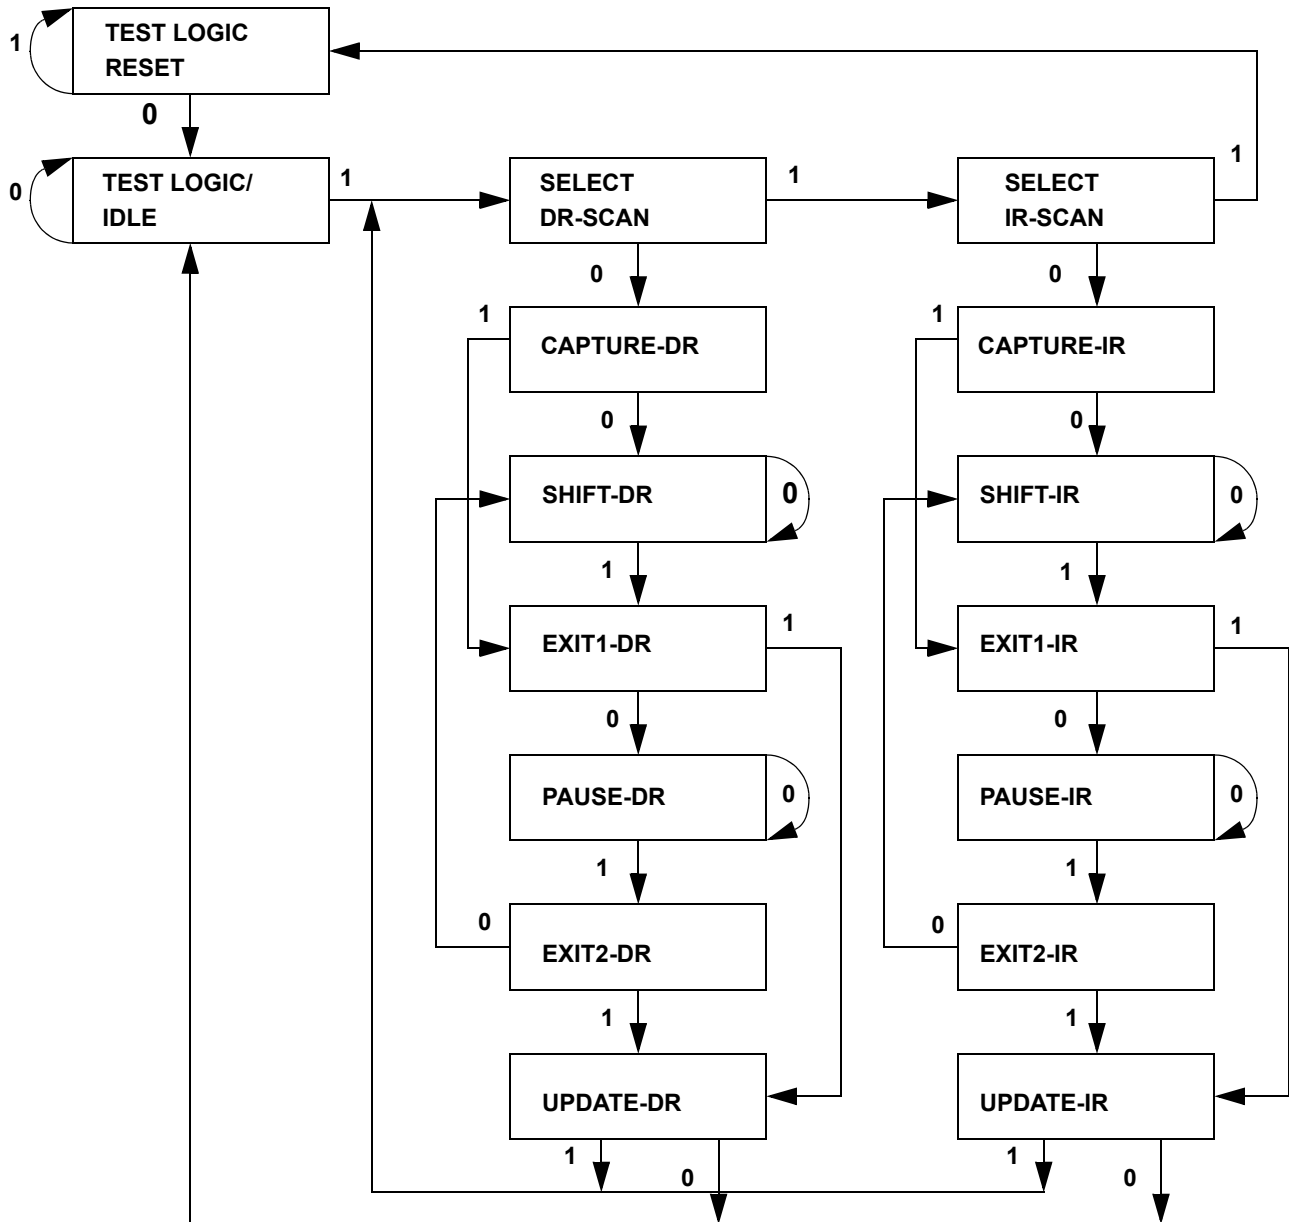 1
TEST LOGIC
RESET
0
0
TEST LOGIC/
IDLE
1
SELECT
DR-SCAN
1
SELECT
IR-SCAN
1
0
0
1
CAPTURE-DR
1
CAPTURE-IR
0
0
SHIFT-DR
0
SHIFT-IR
0
1
1
EXIT1-DR
1
EXIT1-IR
1
0
0
PAUSE-DR
0
PAUSE-IR
0
1
1
0
EXIT2-DR
0
EXIT2-IR
1
1
UPDATE-DR
UPDATE-IR
1
0
1
0